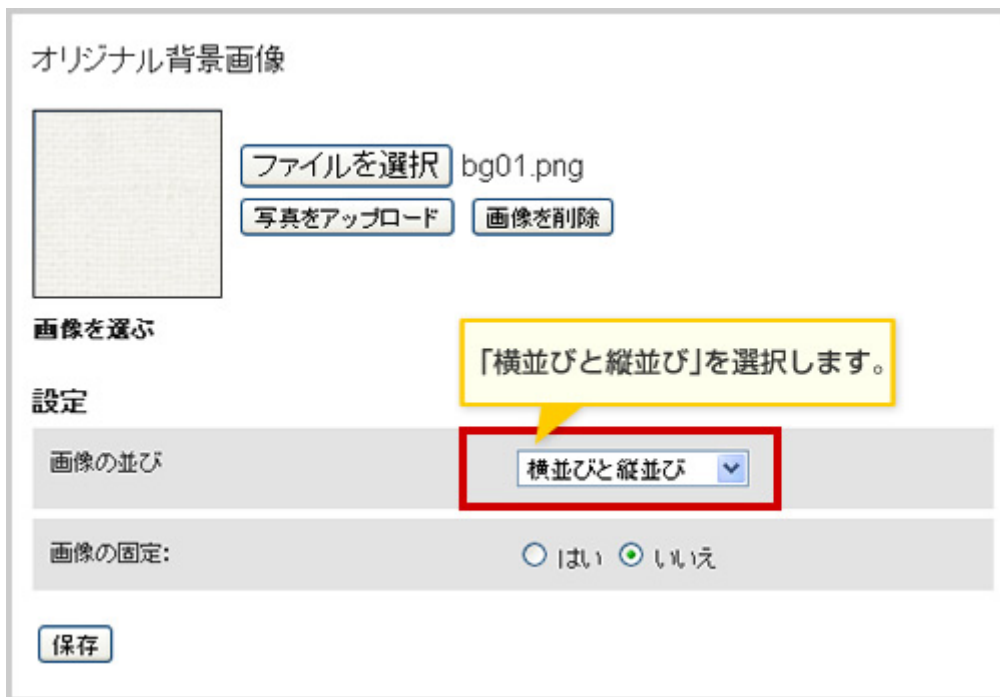 オリジナル背景画像
ファイルを選択 bg01.png
写真をアップロード 画像を削除
画像を選ぶ
「横並びと縦並び」を選択します。
設定
画像の並び 横並びと縦並び
画像の固定: はい いいえ
保存